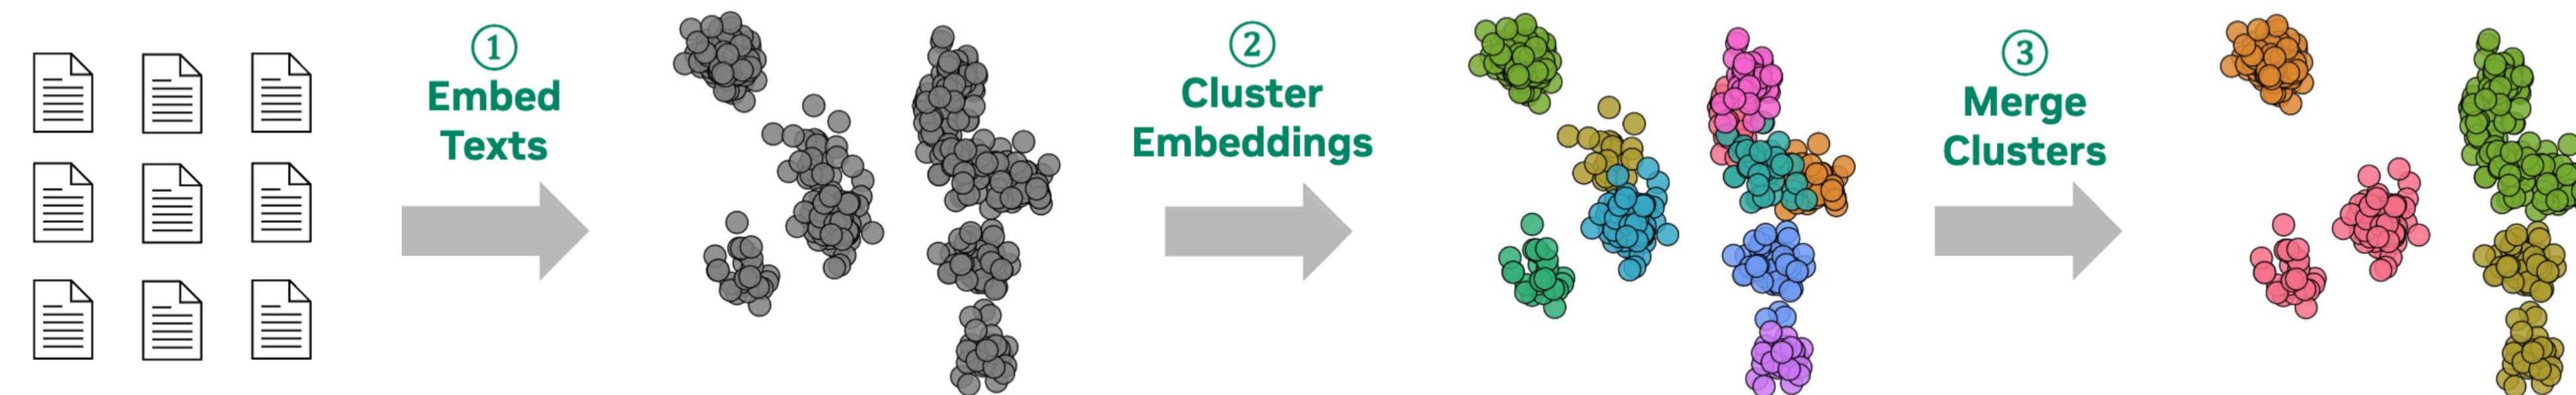 ①
Embed
Texts
②
Cluster
Embeddings
③
Merge
Clusters